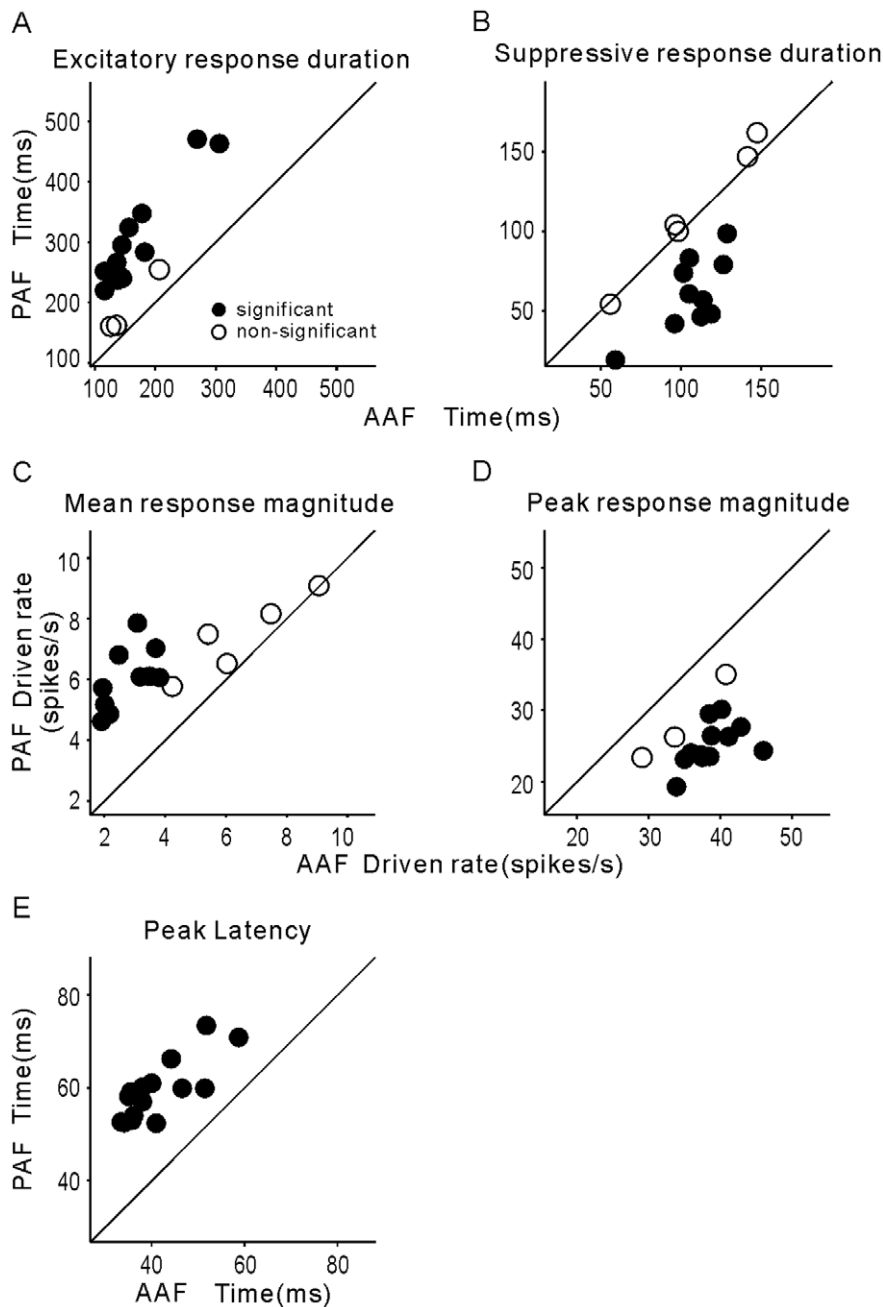 A
Excitatory response duration
PAF Time(ms)
500
400
300
200
100
significant
non-significant
100 200 300 400 500
B
Suppressive response duration
150
100
50
50 100 150
AAF Time(ms)
C
Mean response magnitude
PAF Driven rate
(spikes/s)
10
8
6
4
2
2 4 6 8 10
D
Peak response magnitude
50
40
30
20
20 30 40 50
AAF Driven rate(spikes/s)
E
Peak Latency
PAF Time(ms)
80
60
40
40 60 80
AAF Time(ms)